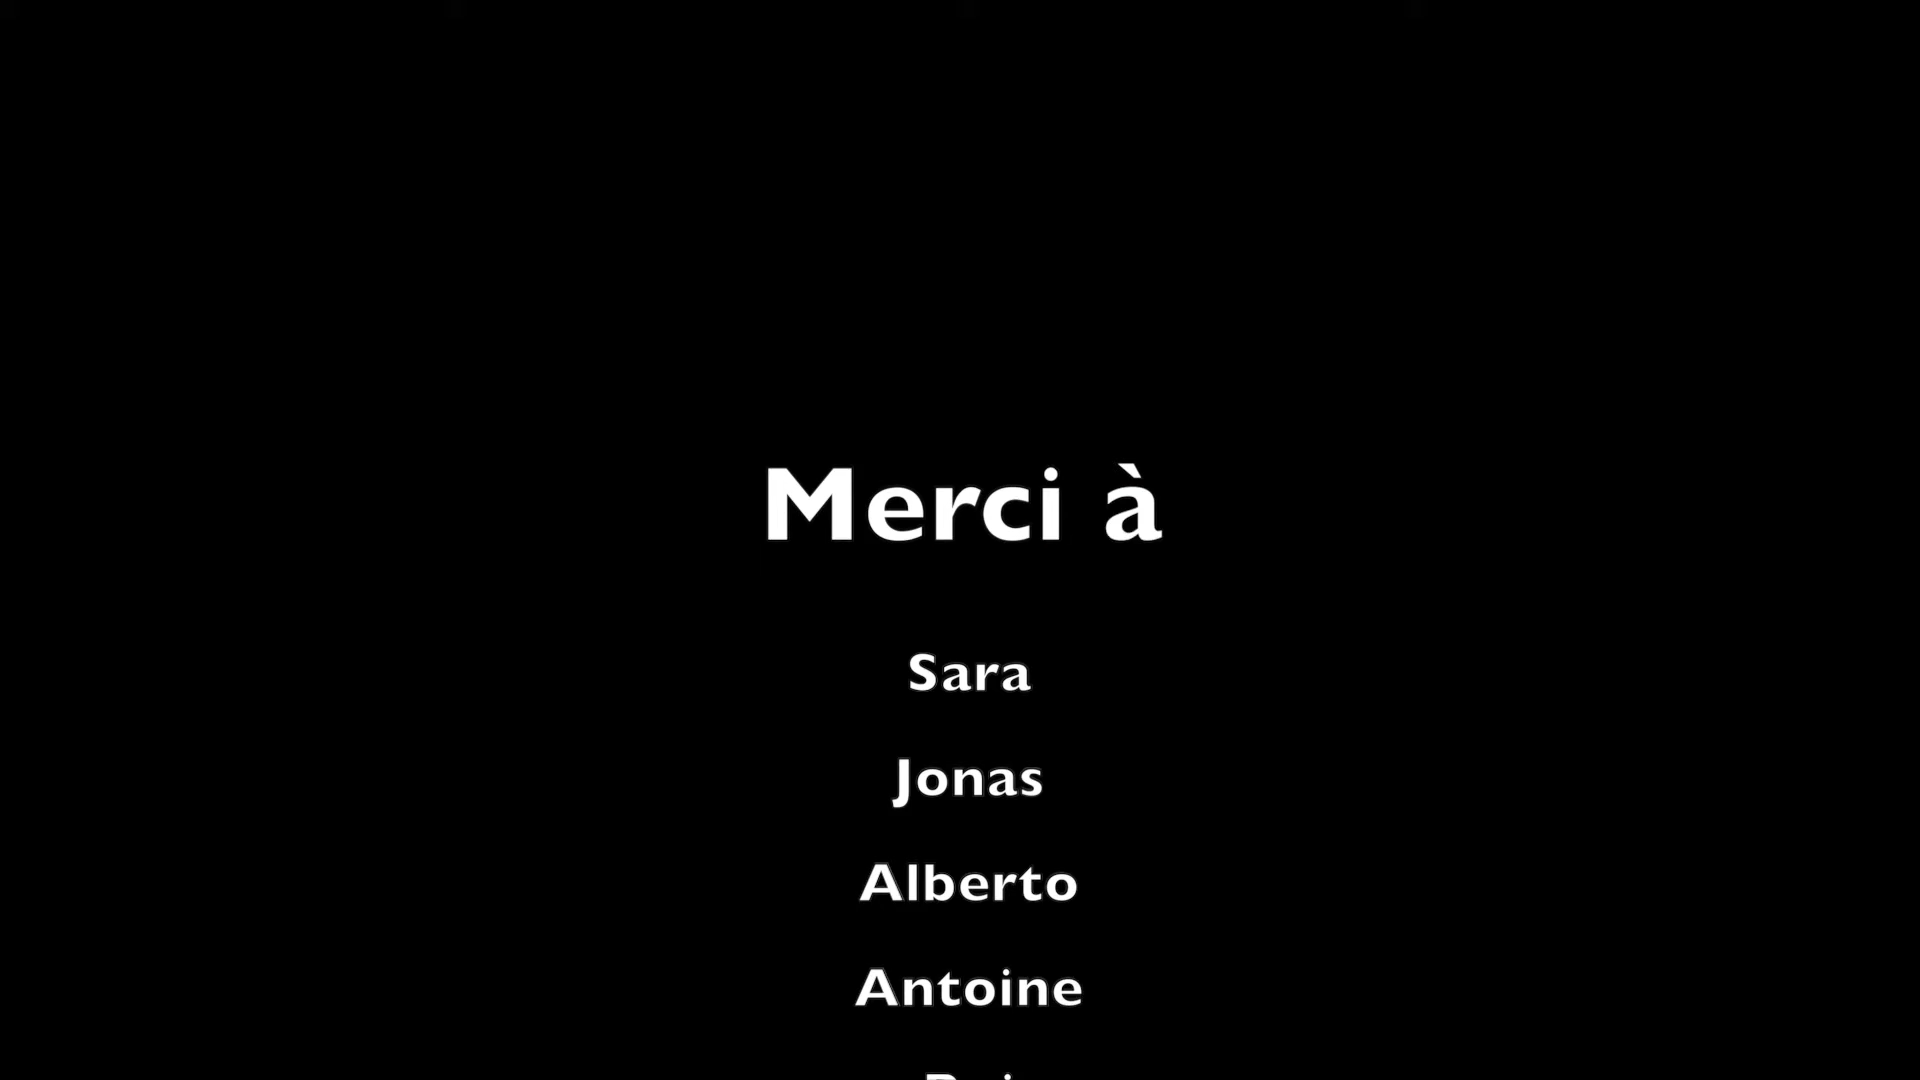 Merci à
Sara
Jonas
Alberto
Antoine